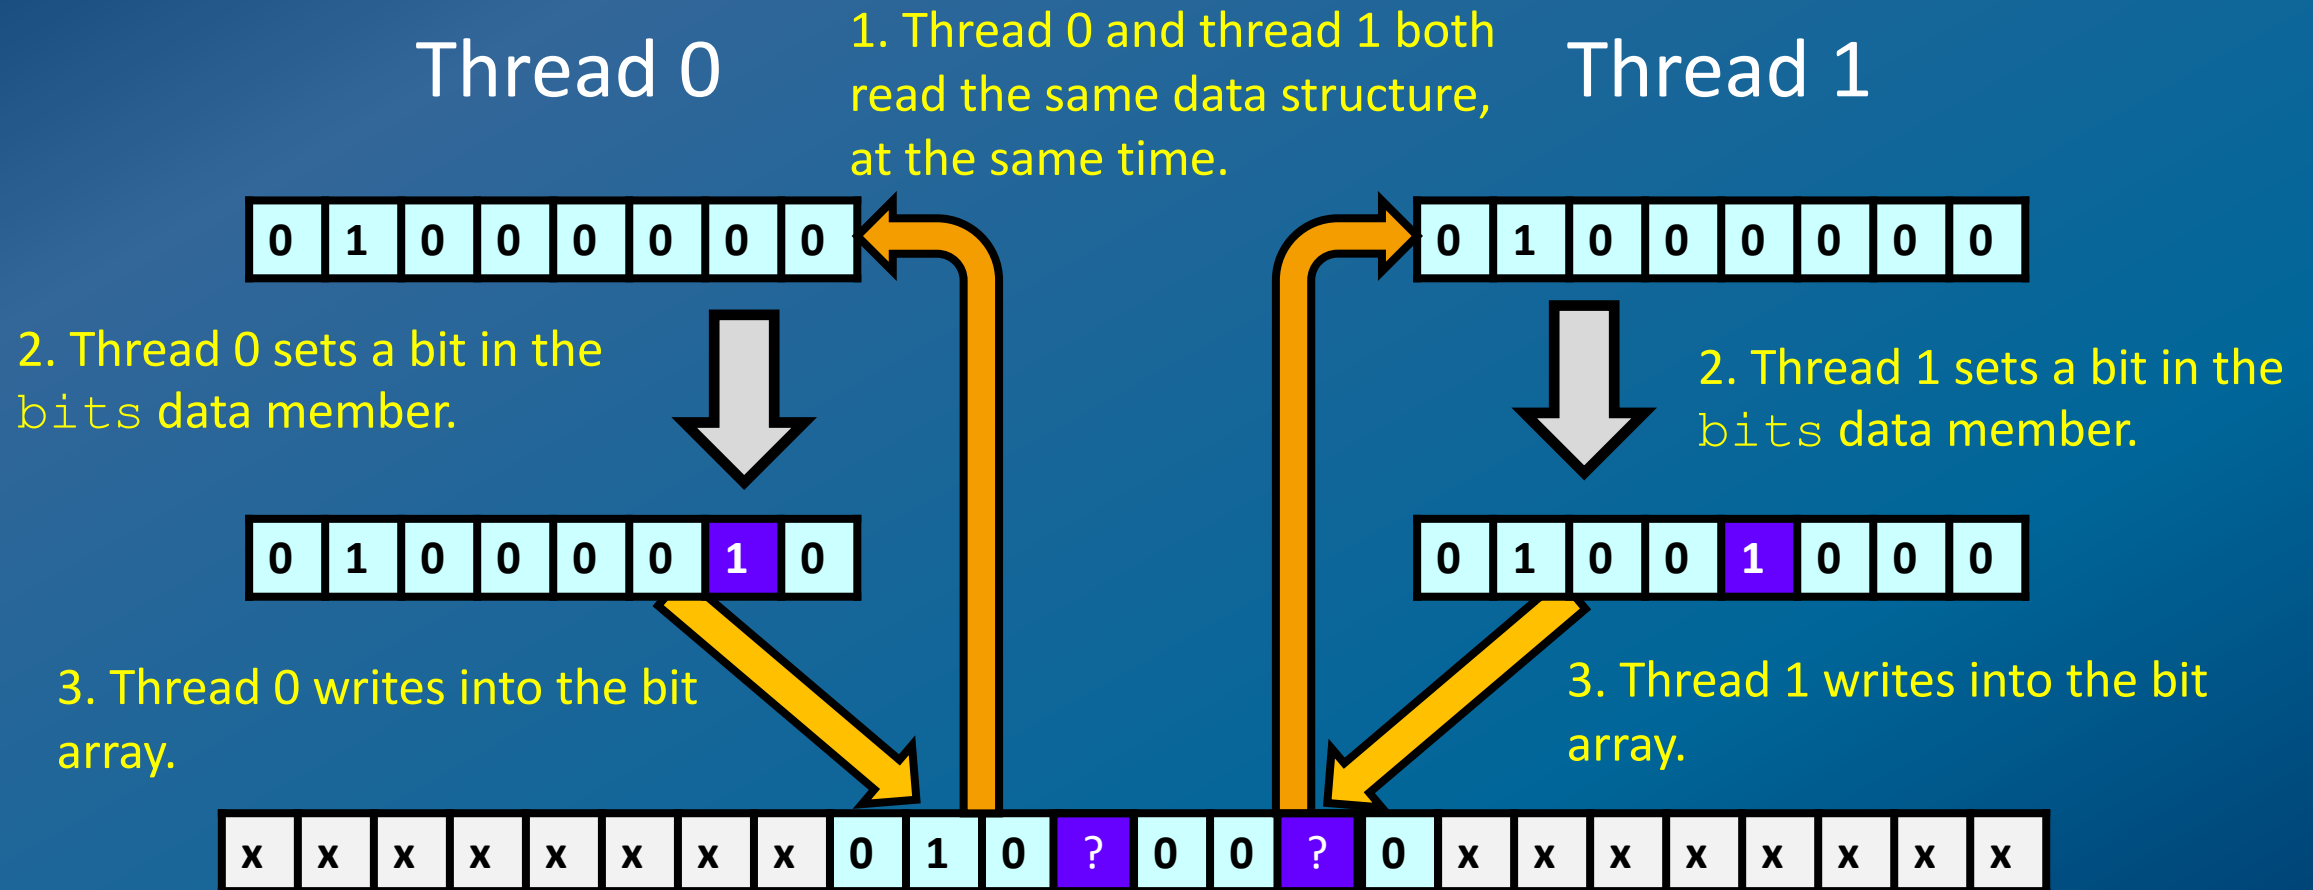 Thread 0
1. Thread 0 and thread 1 both
read the same data structure,
at the same time.
Thread 1
0 1 0 0 0 0 0 0
0 1 0 0 0 0 0 0
2. Thread 0 sets a bit in the
bits data member.
2. Thread 1 sets a bit in the
bits data member.
0 1 0 0 0 0 1 0
0 1 0 0 1 0 0 0
3. Thread 0 writes into the bit
array.
3. Thread 1 writes into the bit
array.
x x x x x x x x 0 1 0 ? 0 0 ? 0 x x x x x x x x